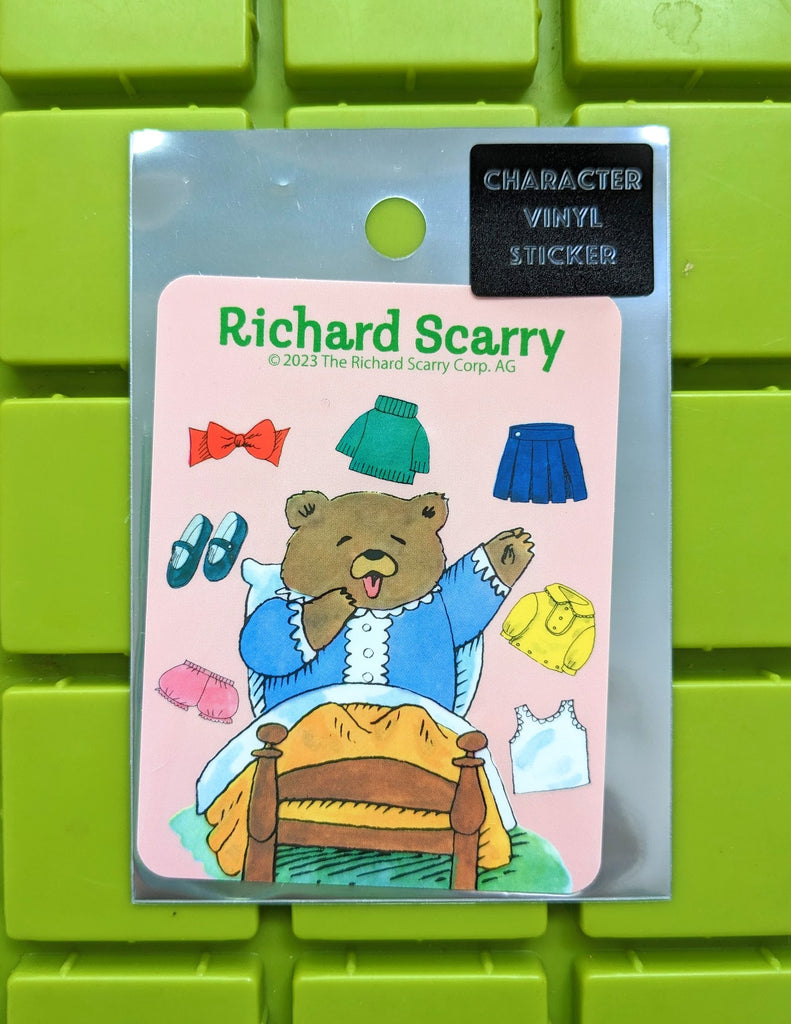 CHARACTER
VINYL
STICKER
Richard Scarry
© 2023 The Richard Scarry Corp. AG